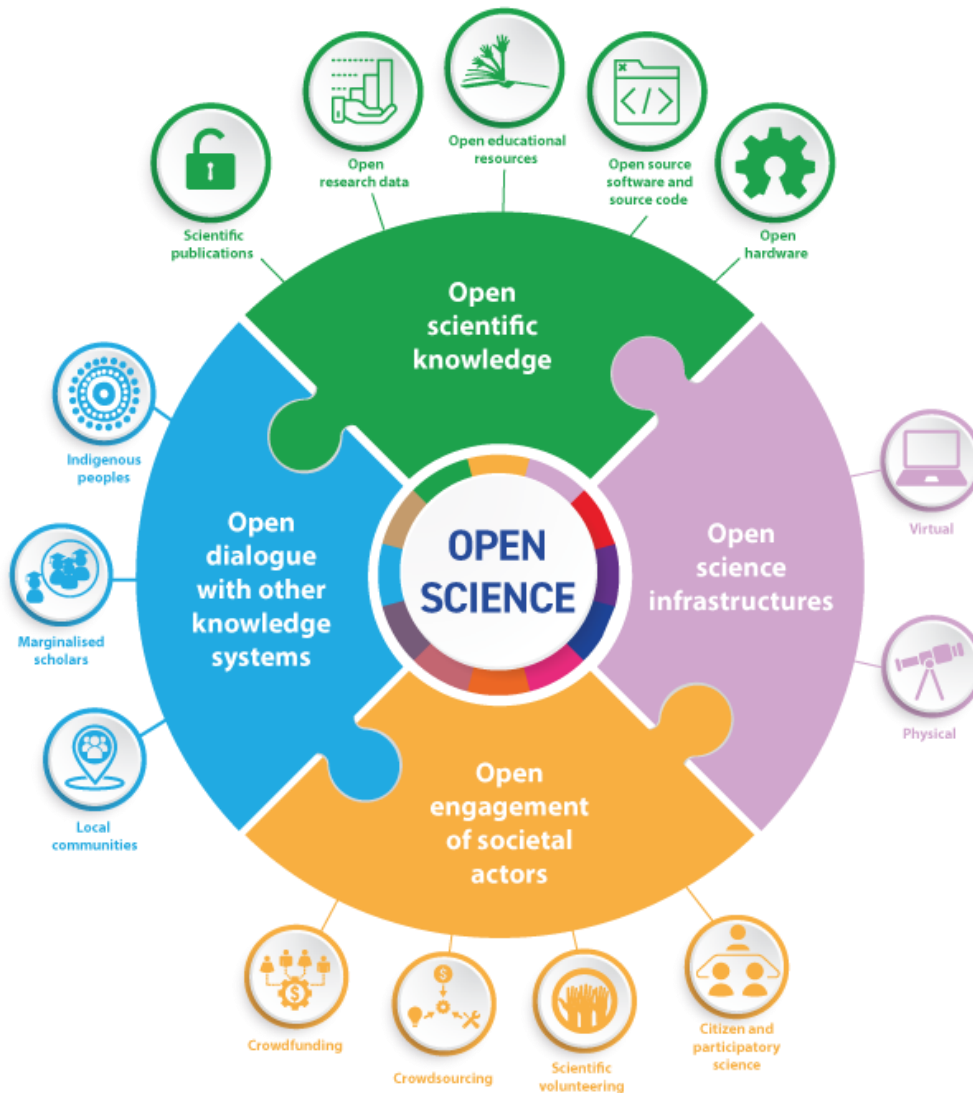 Open educational
resources
Open
research data
Open source
software and
source code
Scientific
publications
Open
hardware
Open
scientific
knowledge
Indigenous
peoples
Marginalised
scholars
Local
communities
Open
dialogue
with other
knowledge
systems
OPEN
SCIENCE
Open
science
infrastructures
Virtual
Physical
Open
engagement
of societal
actors
$
$
Crowdfunding
Crowdsourcing
Scientific
volunteering
Citizen and
participatory
science